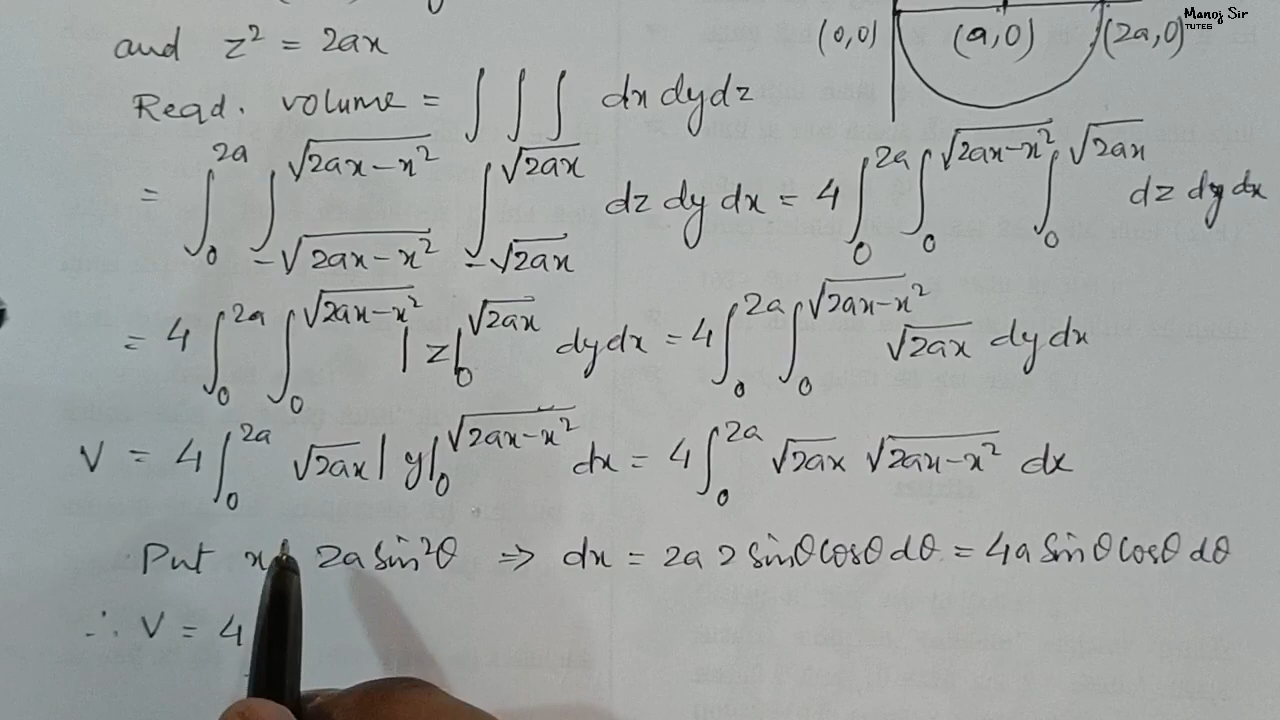 Manoj Sir
TUTES
(0,0) (a,0) (2a,0)
and z² = 2ax
Reqd. volume = ∫ ∫ ∫ dx dy dz
= ∫₀^{2a} ∫_{-√(2ax-x²)}^{√(2ax-x²)} ∫_{-√(2ax)}^{√(2ax)} dz dy dx = 4 ∫₀^{2a} ∫₀^{√(2ax-x²)} ∫₀^{√(2ax)} dz dy dx
= 4 ∫₀^{2a} ∫₀^{√(2ax-x²)} |z|₀^{√(2ax)} dy dx = 4 ∫₀^{2a} ∫₀^{√(2ax-x²)} √(2ax) dy dx
V = 4 ∫₀^{2a} √(2ax) |y|₀^{√(2ax-x²)} dx = 4 ∫₀^{2a} √(2ax) √(2ax-x²) dx
Put x 2a sin²θ ⇒ dx = 2a 2 sinθ cosθ dθ = 4a sinθ cosθ dθ
∴ V = 4